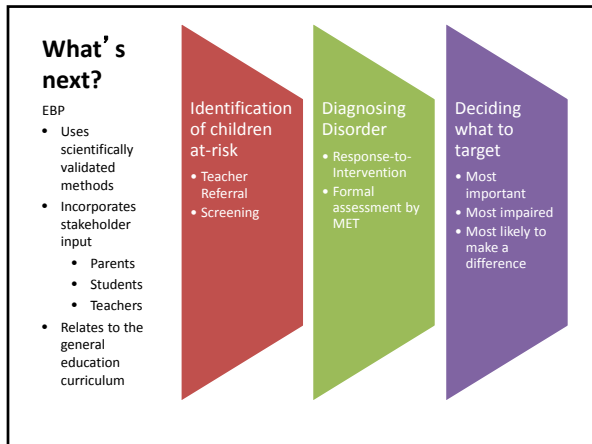 What's
next?
EBP
• Uses
scientifically
validated
methods
• Incorporates
stakeholder
input
• Parents
• Students
• Teachers
• Relates to the
general
education
curriculum
Identification
of children
at-risk
• Teacher
Referral
• Screening
Diagnosing
Disorder
• Response-to-
Intervention
• Formal
assessment by
MET
Deciding
what to
target
• Most
important
• Most impaired
• Most likely to
make a
difference